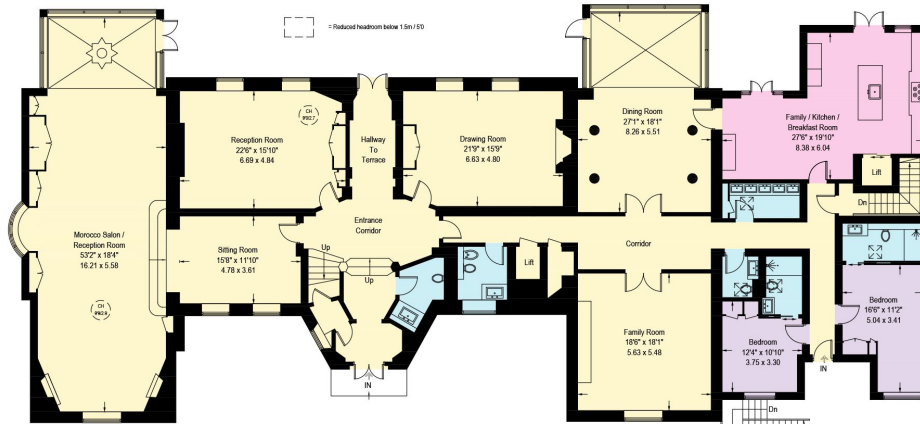 = Reduced headroom below 1.5m / 5'0
Reception Room
22'6" x 15'10"
6.69 x 4.84
CH
Hallway
To
Terrace
Drawing Room
21'9" x 15'9"
6.63 x 4.80
Dining Room
27'1" x 18'1"
8.26 x 5.51
Family / Kitchen /
Breakfast Room
27'6" x 19'10"
8.38 x 6.04
Lift
Dn
Morocco Salon /
Reception Room
53'2" x 18'4"
16.21 x 5.58
CH
Sitting Room
15'8" x 11'10"
4.78 x 3.61
Entrance
Corridor
Up
Up
Lift
Corridor
Family Room
18'6" x 18'1"
5.63 x 5.48
Bedroom
12'4" x 10'10"
3.75 x 3.30
Bedroom
16'6" x 11'2"
5.04 x 3.41
IN
IN
Dn